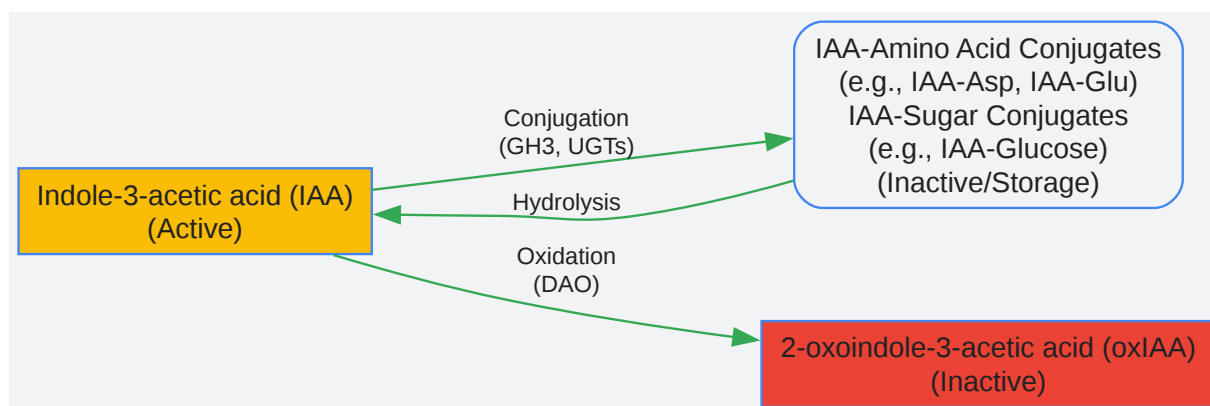 IAA-Amino Acid Conjugates
(e.g., IAA-Asp, IAA-Glu)
IAA-Sugar Conjugates
(e.g., IAA-Glucose)
(Inactive/Storage)
Conjugation
(GH3, UGTs)
Indole-3-acetic acid (IAA)
(Active)
Hydrolysis
Oxidation
(DAO)
2-oxoindole-3-acetic acid (oxIAA)
(Inactive)